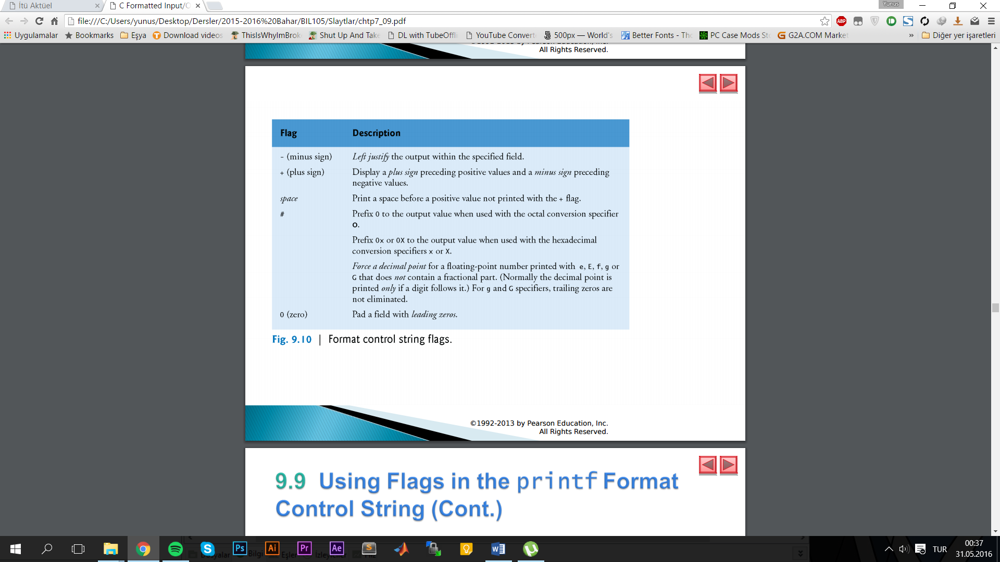 İtü Aktüel
C Formatted Input/O
Yunus
file:///C:/Users/yunus/Desktop/Dersler/2015-2016%20Bahar/BIL105/Slaytlar/chtp7_09.pdf
ABP
Uygulamalar
Bookmarks
Eşya
Download videos
ThisIsWhyImBrok
Shut Up And Take
DL with TubeOffli
YouTube Convert
500px — World's
Better Fonts - Th
PC Case Mods St
G2A.COM Market
»
Diğer yer işaretleri
All Rights Reserved.
Flag Description
- (minus sign) Left justify the output within the specified field.
+ (plus sign) Display a plus sign preceding positive values and a minus sign preceding
negative values.
space Print a space before a positive value not printed with the + flag.
# Prefix 0 to the output value when used with the octal conversion specifier
o.
Prefix 0x or 0X to the output value when used with the hexadecimal
conversion specifiers x or X.
Force a decimal point for a floating-point number printed with e, E, f, g or
G that does not contain a fractional part. (Normally the decimal point is
printed only if a digit follows it.) For g and G specifiers, trailing zeros are
not eliminated.
0 (zero) Pad a field with leading zeros.
Fig. 9.10 | Format control string flags.
©1992-2013 by Pearson Education, Inc.
All Rights Reserved.
9.9 Using Flags in the printf Format
Control String (Cont.)
Ps
Ai
Pr
Ae
Bilgi
TUR
00:37
31.05.2016